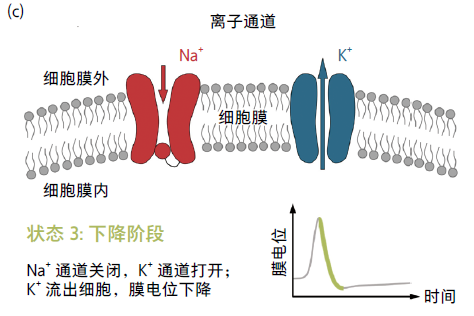 (c)
离子通道
Na⁺
K⁺
细胞膜外
细胞膜
细胞膜内
状态 3: 下降阶段
Na⁺ 通道关闭，K⁺ 通道打开；
K⁺ 流出细胞，膜电位下降
膜电位
时间